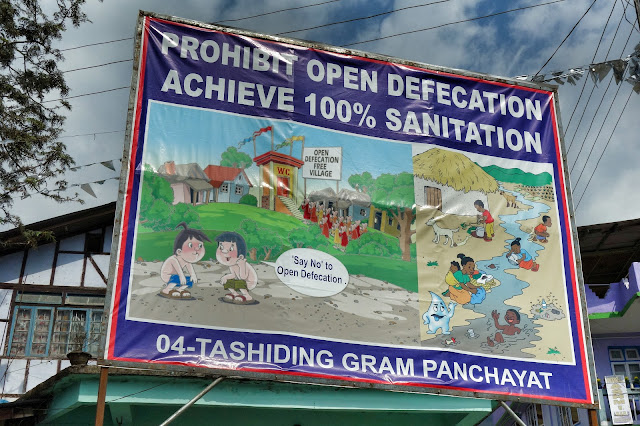 PROHIBIT OPEN DEFECATION
ACHIEVE 100% SANITATION
OPEN
DEFECATION
FREE
VILLAGE
WC
'Say No' to
Open Defecation.
04-TASHIDING GRAM PANCHAYAT